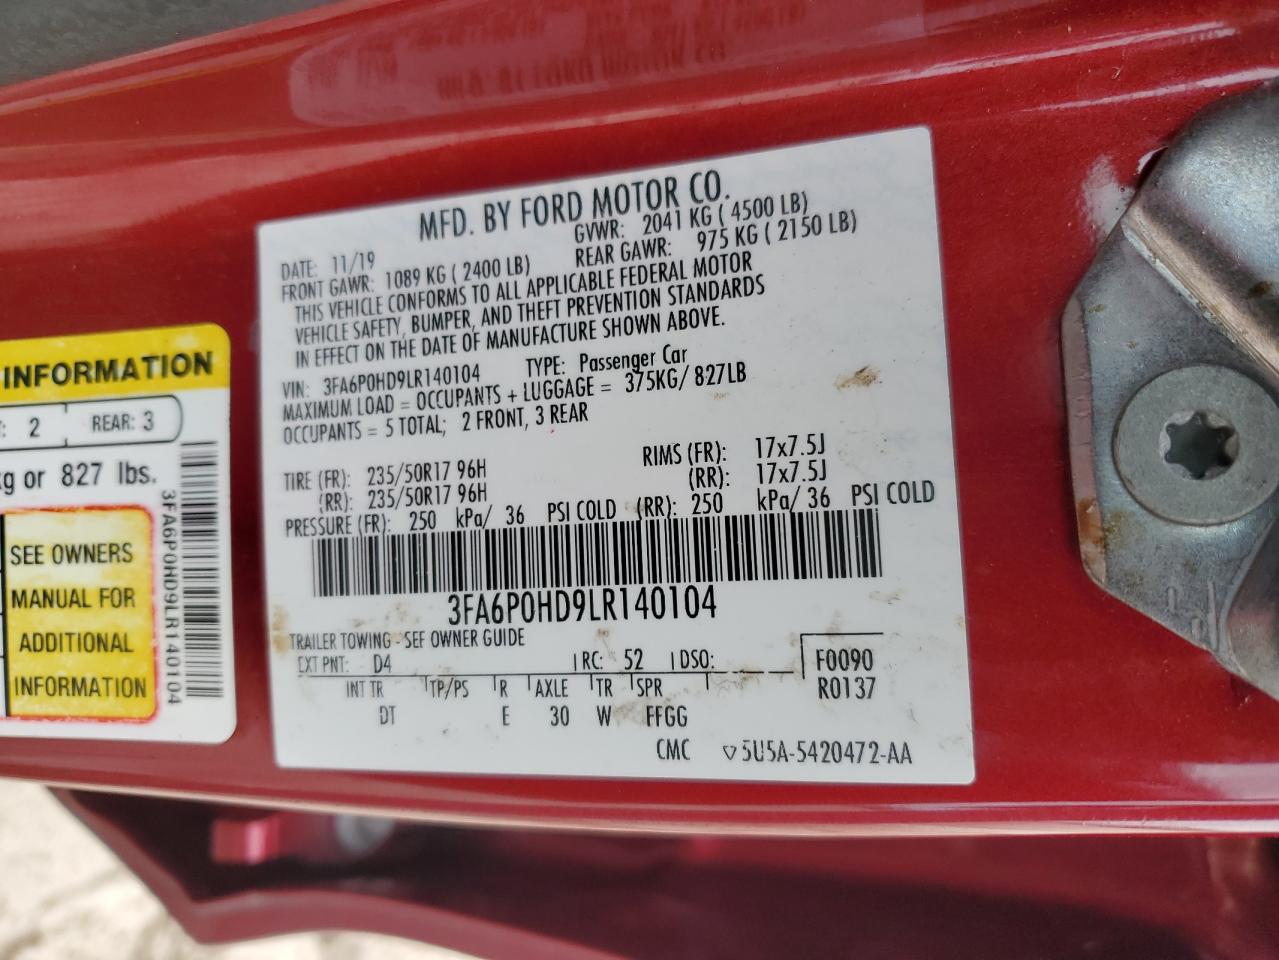 MFD. BY FORD MOTOR CO.
DATE: 11/19 GVWR: 2041 KG ( 4500 LB)
FRONT GAWR: 1089 KG ( 2400 LB) REAR GAWR: 975 KG ( 2150 LB)
THIS VEHICLE CONFORMS TO ALL APPLICABLE FEDERAL MOTOR
VEHICLE SAFETY, BUMPER, AND THEFT PREVENTION STANDARDS
IN EFFECT ON THE DATE OF MANUFACTURE SHOWN ABOVE.
VIN: 3FA6P0HD9LR140104 TYPE: Passenger Car
MAXIMUM LOAD = OCCUPANTS + LUGGAGE = 375KG/ 827LB
OCCUPANTS = 5 TOTAL; 2 FRONT, 3 REAR
TIRE (FR): 235/50R17 96H RIMS (FR): 17x7.5J
(RR): 235/50R17 96H (RR): 17x7.5J
PRESSURE (FR): 250 kPa/ 36 PSI COLD (RR): 250 kPa/ 36 PSI COLD
3FA6P0HD9LR140104
TRAILER TOWING - SEE OWNER GUIDE
EXT PNT: D4 RC: 52 DSO: F0090
INT TR TP/PS R AXLE TR SPR R0137
DT E 30 W FFGG
CMC ▽5U5A-5420472-AA
INFORMATION
2 REAR: 3
kg or 827 lbs.
SEE OWNERS
MANUAL FOR
ADDITIONAL
INFORMATION
3FA6P0HD9LR140104